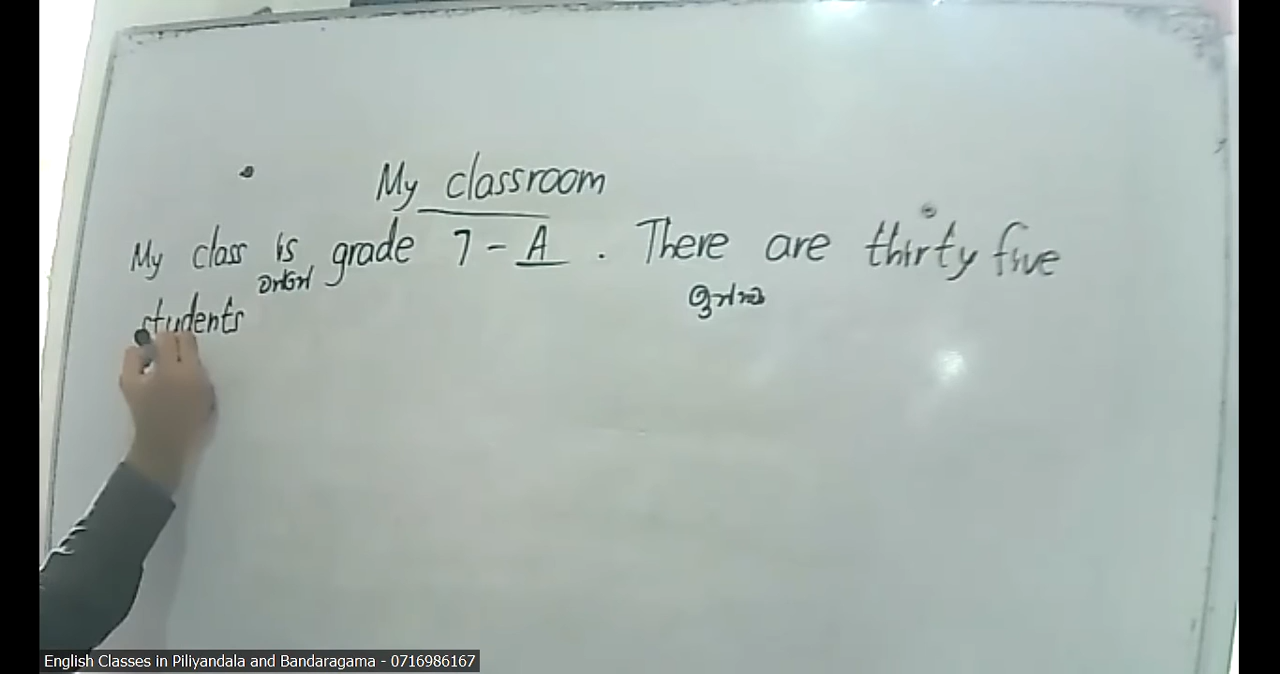 My classroom
My class is grade 7 - A . There are thirty five
students
English Classes in Piliyandala and Bandaragama - 0716986167